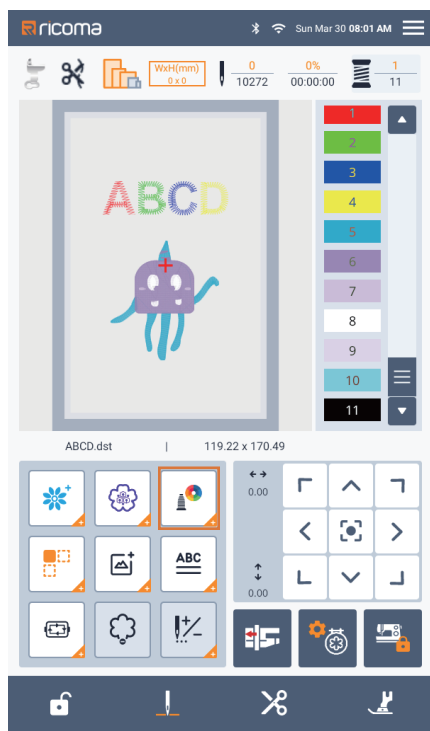 ricoma
Sun Mar 30 08:01 AM
WxH(mm)
0 x 0
0
10272
0%
00:00:00
1
11
1
2
3
4
5
6
7
8
9
10
11
ABCD
ABCD.dst | 119.22 x 170.49
0.00
ABC
0.00